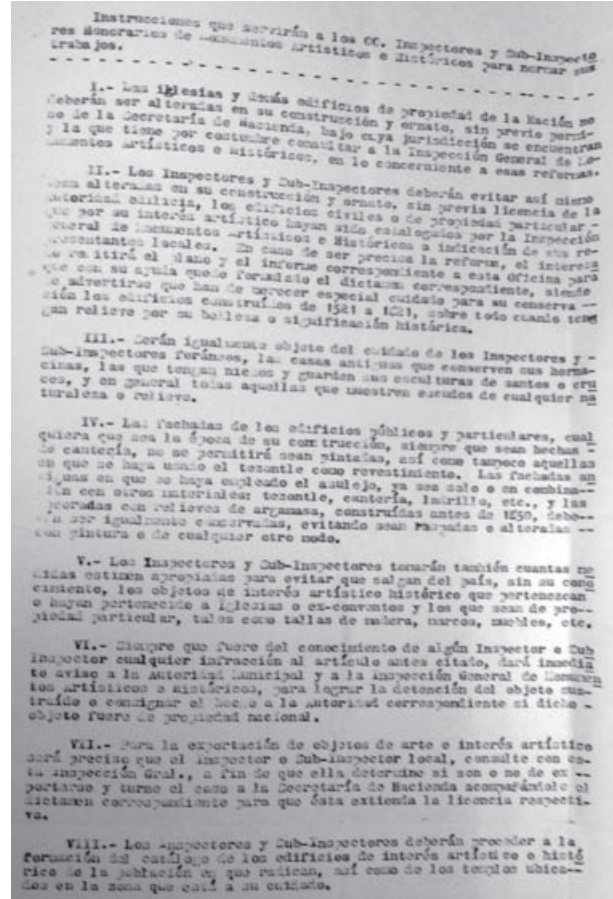 Instrucciones que servirán a los CC. Inspectores y Sub-Inspecto
res Honorarios de Monumentos Artísticos e Históricos para normar sus
trabajos.
- - - - - - - - - - - - - - - - - - - - - - - - - - - - - -
I.- Las iglesias y demás edificios de propiedad de la Nación no
deberán ser alteradas en su construcción y ornato, sin previo permi-
so de la Secretaría de Hacienda, bajo cuya jurisdicción se encuentran
y la que tiene por costumbre consultar a la Inspección General de Mo-
numentos Artísticos e Históricos, en lo concerniente a esas reformas.
II.- Los Inspectores y Sub-Inspectores deberán evitar así mismo
sean alterados en su construcción y ornato, sin previa licencia de la
autoridad edilicia, los edificios civiles o de propiedad particular -
que por su interés artístico hayan sido catalogados por la Inspección
General de Monumentos Artísticos e Históricos a indicación de sus re-
presentantes locales. En caso de ser precisa la reforma, el interesa
do remitirá el plano y el informe correspondiente a esta Oficina para
que con su ayuda quede formulado el dictamen correspondiente, siendo
de advertirse que han de merecer especial cuidado para su conserva --
ción los edificios construídos de 1521 a 1821, sobre todo cuando teng
gan relieve por su belleza o significación histórica.
III.- Serán igualmente objeto del cuidado de los Inspectores y -
Sub-Inspectores foráneos, las casas antiguas que conserven sus horna-
cinas, las que tengan nichos y guarden sus esculturas de santos o cru
ces, y en general todas aquellas que muestren escudos de cualquier na
turaleza o relieve.
IV.- Las fachadas de los edificios públicos y particulares, cual
quiera que sea la época de su construcción, siempre que sean hechas -
de cantería, no se permitirá sean pintadas, así como tampoco aquellas
en que se haya usado el tezontle como revestimiento. Las fachadas an
tiguas en que se haya empleado el azulejo, ya sea solo o en combina--
ción con otros materiales: tezontle, cantería, ladrillo, etc., y las
decoradas con relieves de argamasa, construídas antes de 1850, debe--
rán ser igualmente conservadas, evitando sean raspadas o alteradas --
con pintura o de cualquier otro modo.
V.- Los Inspectores y Sub-Inspectores tomarán también cuantas me
didas estimen apropiadas para evitar que salgan del país, sin su cono
cimiento, los objetos de interés artístico histórico que pertenezcan
o hayan pertenecido a Iglesias o ex-conventos y los que sean de pro--
piedad particular, tales como tallas de madera, marcos, muebles, etc.
VI.- Siempre que fuere del conocimiento de algún Inspector o Sub
Inspector cualquier infracción al artículo antes citado, dará inmedia
to aviso a la Autoridad Municipal y a la Inspección General de Monumen
tos Artísticos e Históricos, para lograr la detención del objeto sus-
traído o consignar el hecho a la Autoridad correspondiente si dicho -
objeto fuere de propiedad nacional.
VII.- Para la exportación de objetos de arte o interés artístico
será preciso que el Inspector o Sub-Inspector local, consulte con es-
ta Inspección Gral., a fin de que ella determine si son o no de ex --
portarse y turne el caso a la Secretaría de Hacienda acompañándole el
dictamen correspondiente para que ésta extienda la licencia respecti-
va.
VIII.- Los Inspectores y Sub-Inspectores deberán proceder a la
formación del catálogo de los edificios de interés artístico o histó
rico de la población en que radican, así como de los templos ubica--
dos en la zona que está a su cuidado.